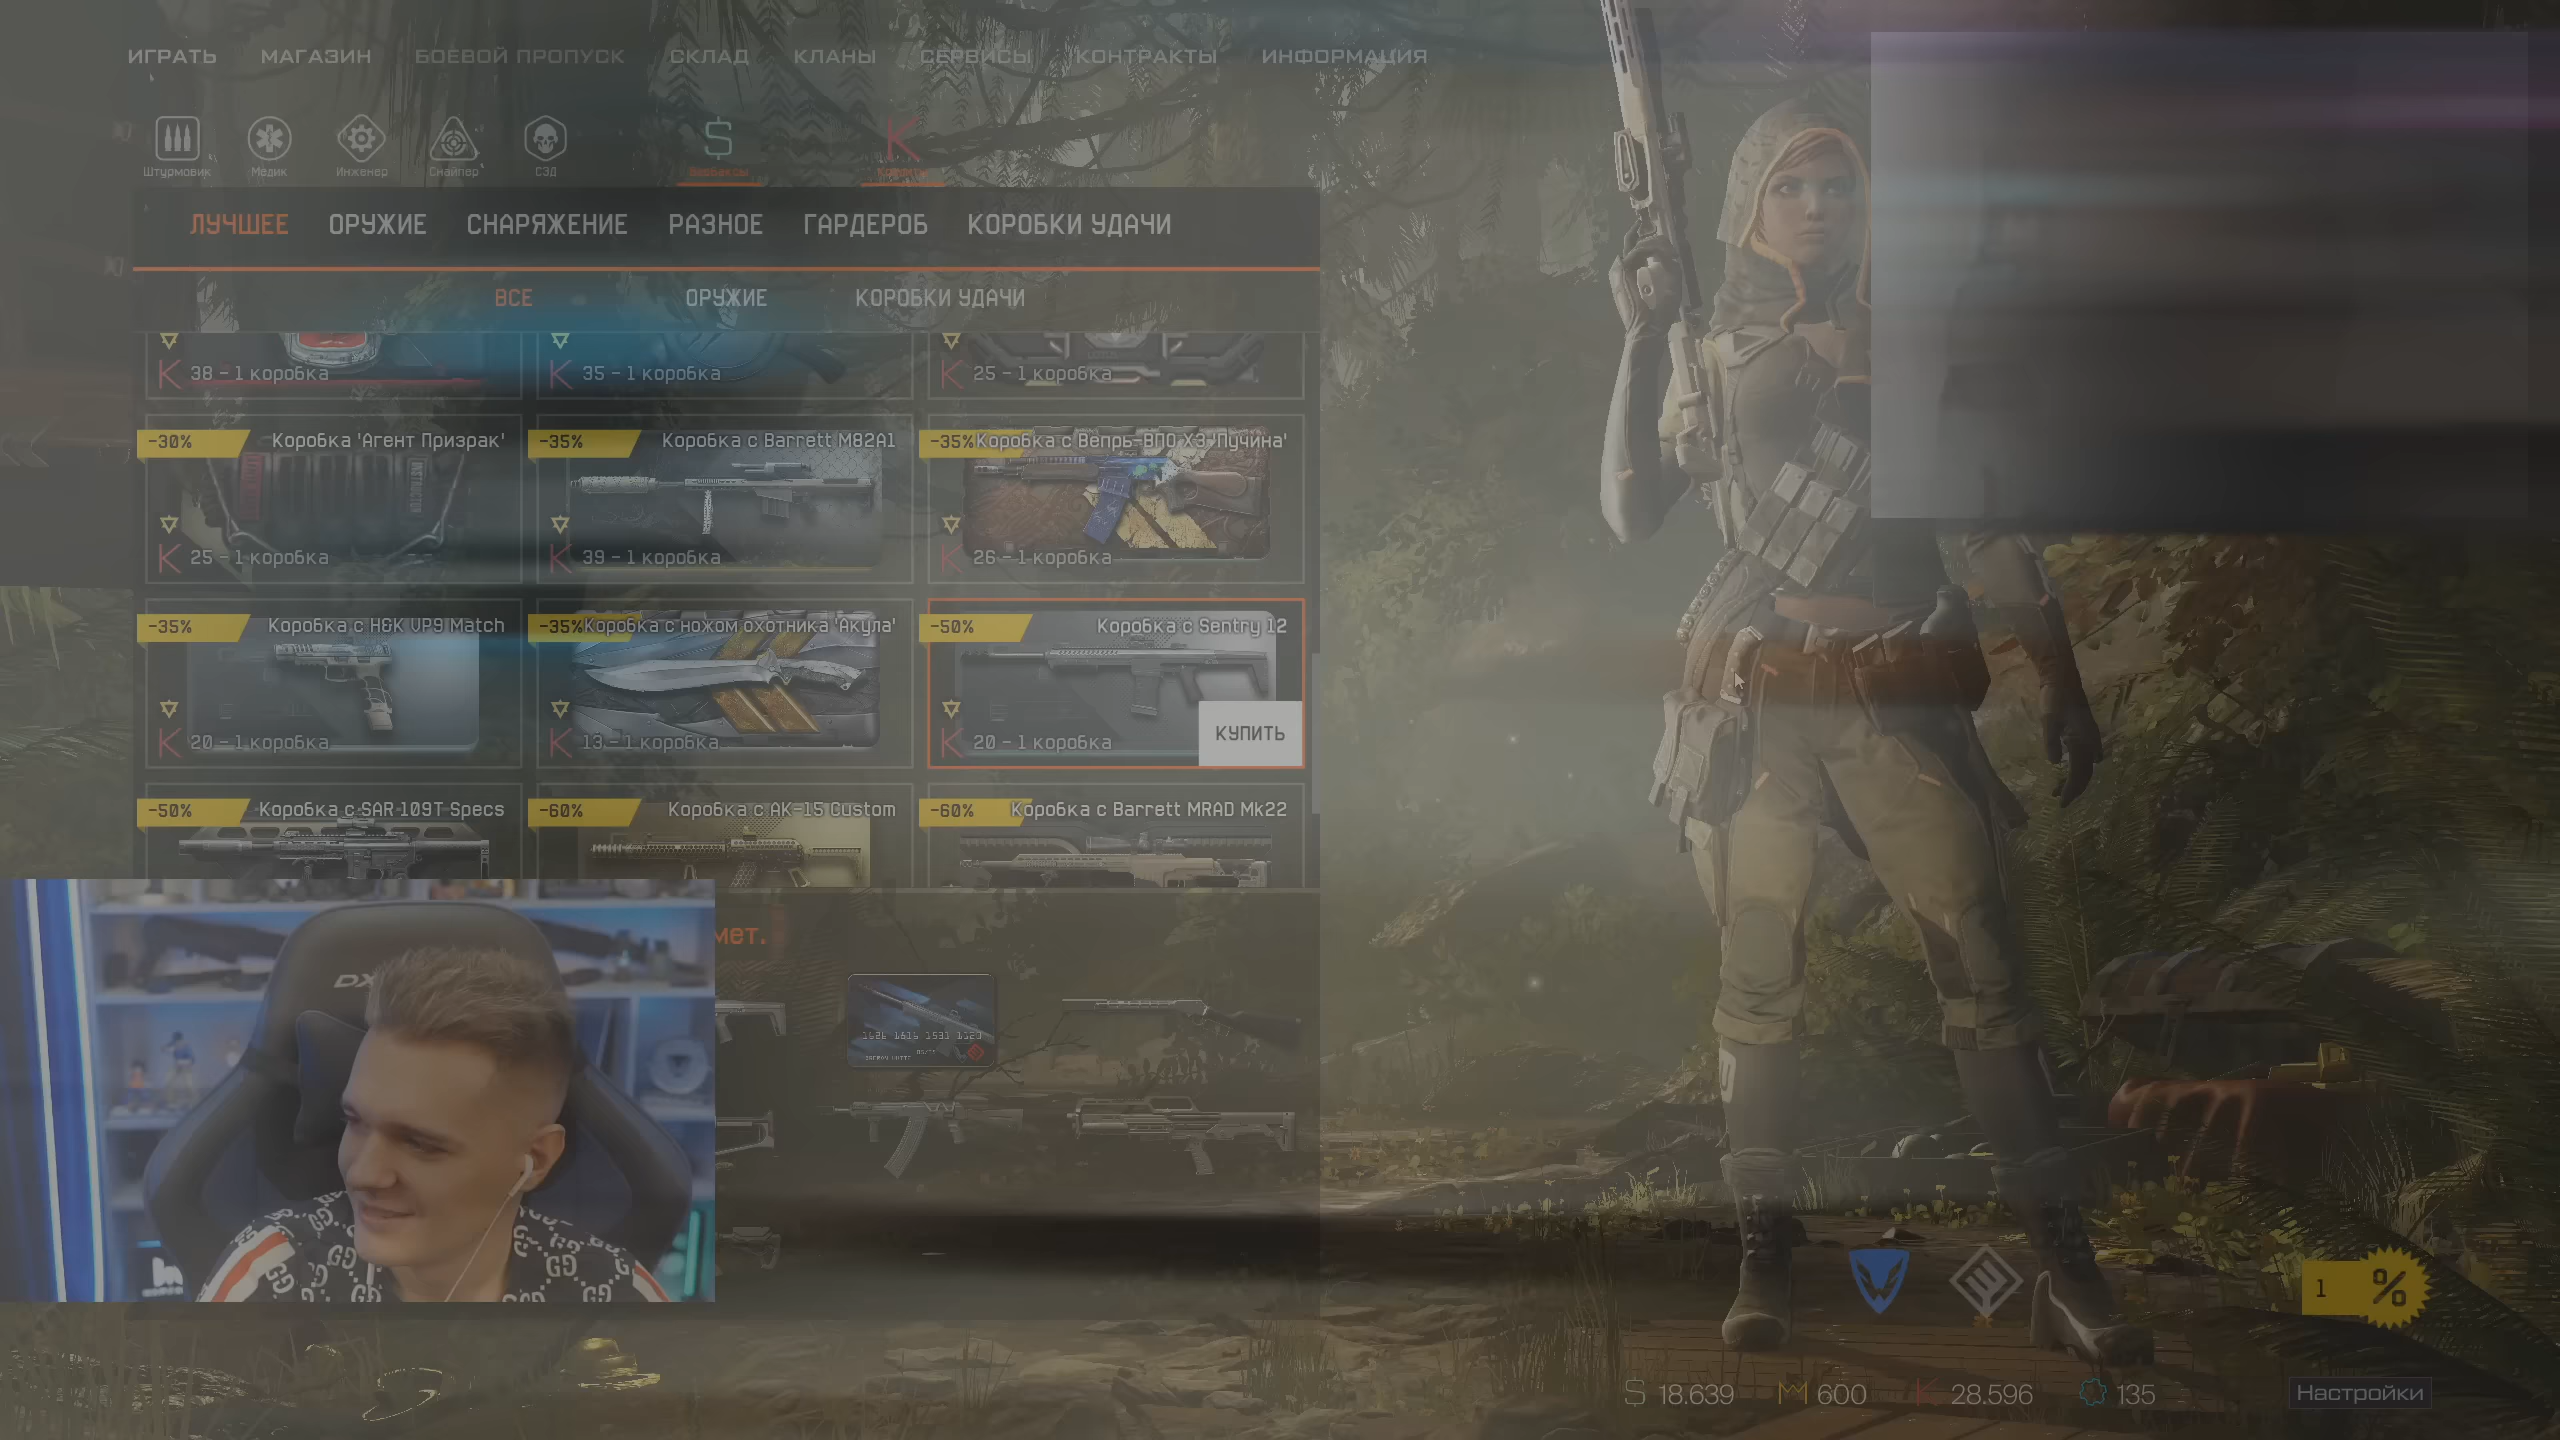 ИГРАТЬ МАГАЗИН БОЕВОЙ ПРОПУСК СКЛАД КЛАНЫ СЕРВИСЫ КОНТРАКТЫ ИНФОРМАЦИЯ
Штурмовик Медик Инженер Снайпер СЭД
ЛУЧШЕЕ ОРУЖИЕ СНАРЯЖЕНИЕ РАЗНОЕ ГАРДЕРОБ КОРОБКИ УДАЧИ
ВСЕ ОРУЖИЕ КОРОБКИ УДАЧИ
38 - 1 коробка 35 - 1 коробка 25 - 1 коробка
-30% Коробка 'Агент Призрак' -35% Коробка с Barrett M82A1 -35% Коробка с Вепрь-ВПО ХЗ 'Пучина'
25 - 1 коробка 39 - 1 коробка 26 - 1 коробка
-35% Коробка с H&K VP9 Match -35% Коробка с ножом охотника 'Акула' -50% Коробка с Sentry 12
20 - 1 коробка 13 - 1 коробка 20 - 1 коробка КУПИТЬ
-50% Коробка с SAR-109T Specs -60% Коробка с AK-15 Custom -60% Коробка с Barrett MRAD Mk22
мет.
DX
1 %
18.639 600 28.596 135 Настройки